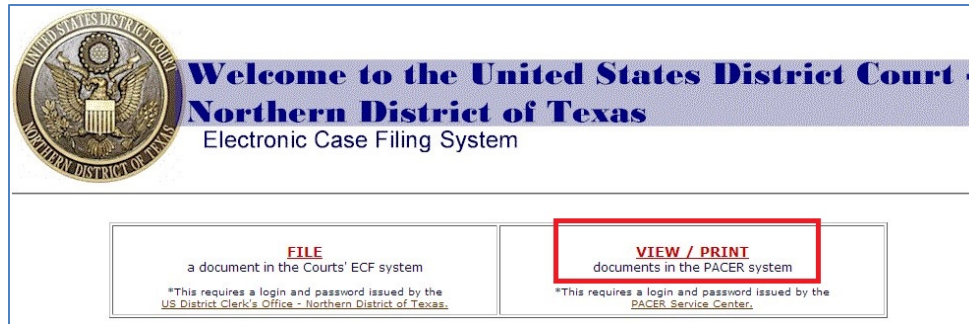 UNITED STATES DISTRICT COURT
NORTHERN DISTRICT OF TEXAS
Welcome to the United States District Court -
Northern District of Texas
Electronic Case Filing System
FILE
a document in the Courts' ECF system
*This requires a login and password issued by the
US District Clerk's Office - Northern District of Texas.
VIEW / PRINT
documents in the PACER system
*This requires a login and password issued by the
PACER Service Center.